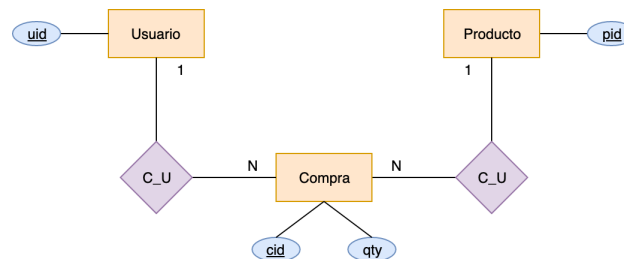 uid
Usuario
Producto
pid
1
1
C_U
N
Compra
N
C_U
cid
qty